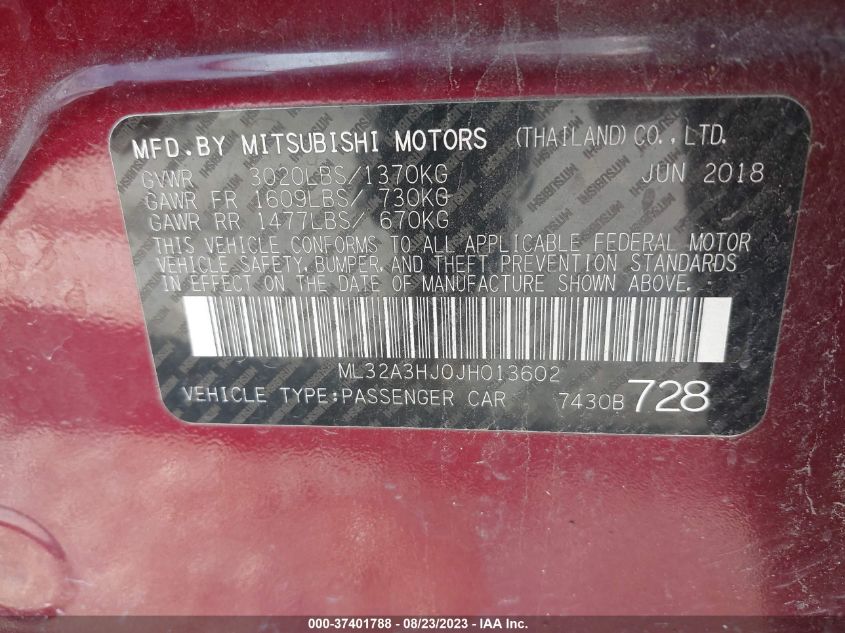 MFD.BY MITSUBISHI MOTORS (THAILAND) CO.,LTD.
GVWR 3020LBS/1370KG JUN 2018
GAWR FR 1609LBS/ 730KG
GAWR RR 1477LBS/ 670KG
THIS VEHICLE CONFORMS TO ALL APPLICABLE FEDERAL MOTOR
VEHICLE SAFETY, BUMPER, AND THEFT PREVENTION STANDARDS
IN EFFECT ON THE DATE OF MANUFACTURE SHOWN ABOVE.
ML32A3HJ0JH013602
VEHICLE TYPE:PASSENGER CAR 7430B 728
000-37401788 - 08/23/2023 - IAA Inc.